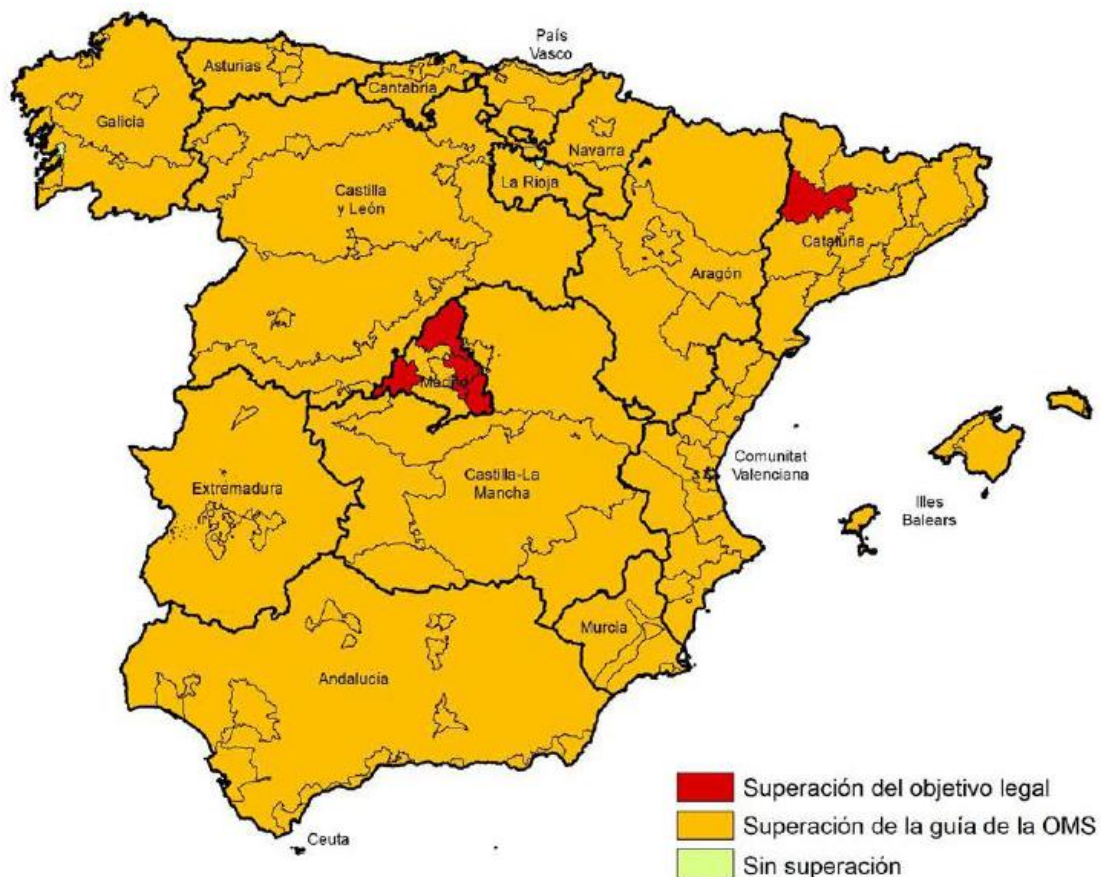 País
Vasco
Asturias
Cantabria
Galicia
Navarra
La Rioja
Castilla
y León
Cataluña
Aragón
Madrid
Comunitat
Valenciana
Castilla-La
Mancha
Extremadura
Illes
Balears
Murcia
Andalucía
Ceuta
Superación del objetivo legal
Superación de la guía de la OMS
Sin superación